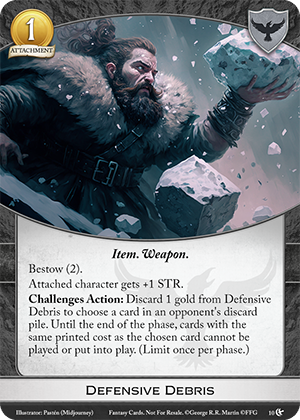 1
ATTACHMENT
Item. Weapon.
Bestow (2).
Attached character gets +1 STR.
Challenges Action: Discard 1 gold from Defensive
Debris to choose a card in an opponent's discard
pile. Until the end of the phase, cards with the
same printed cost as the chosen card cannot be
played or put into play. (Limit once per phase.)
DEFENSIVE DEBRIS
Illustrator: Pastén (Midjourney) Fantasy Cards. Not For Resale. ©George R.R. Martin ©FFG 10